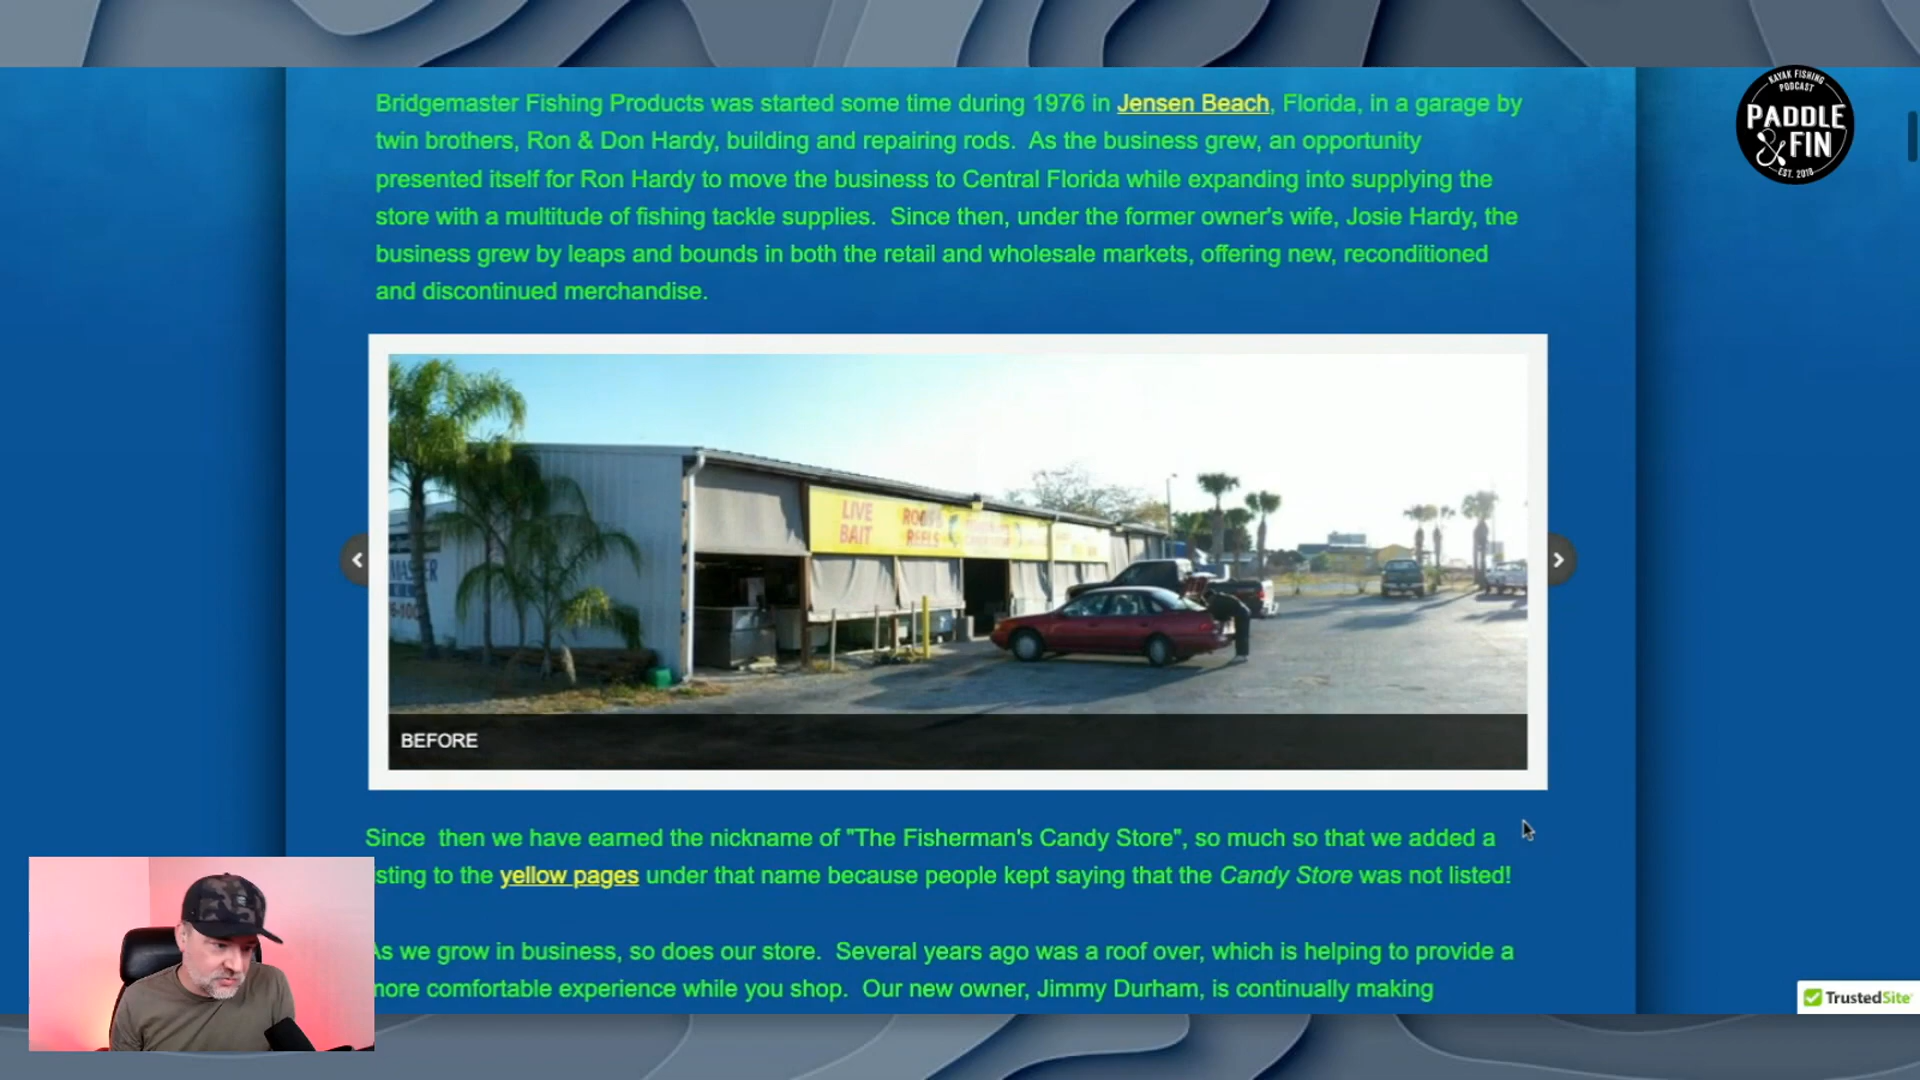 KAYAK FISHING
PODCAST
PADDLE
& FIN
EST. 2018
Bridgemaster Fishing Products was started some time during 1976 in Jensen Beach, Florida, in a garage by
twin brothers, Ron & Don Hardy, building and repairing rods. As the business grew, an opportunity
presented itself for Ron Hardy to move the business to Central Florida while expanding into supplying the
store with a multitude of fishing tackle supplies. Since then, under the former owner's wife, Josie Hardy, the
business grew by leaps and bounds in both the retail and wholesale markets, offering new, reconditioned
and discontinued merchandise.
LIVE
BAIT
REELS
BEFORE
Since then we have earned the nickname of "The Fisherman's Candy Store", so much so that we added a
isting to the yellow pages under that name because people kept saying that the Candy Store was not listed!
As we grow in business, so does our store. Several years ago was a roof over, which is helping to provide a
more comfortable experience while you shop. Our new owner, Jimmy Durham, is continually making
TrustedSite